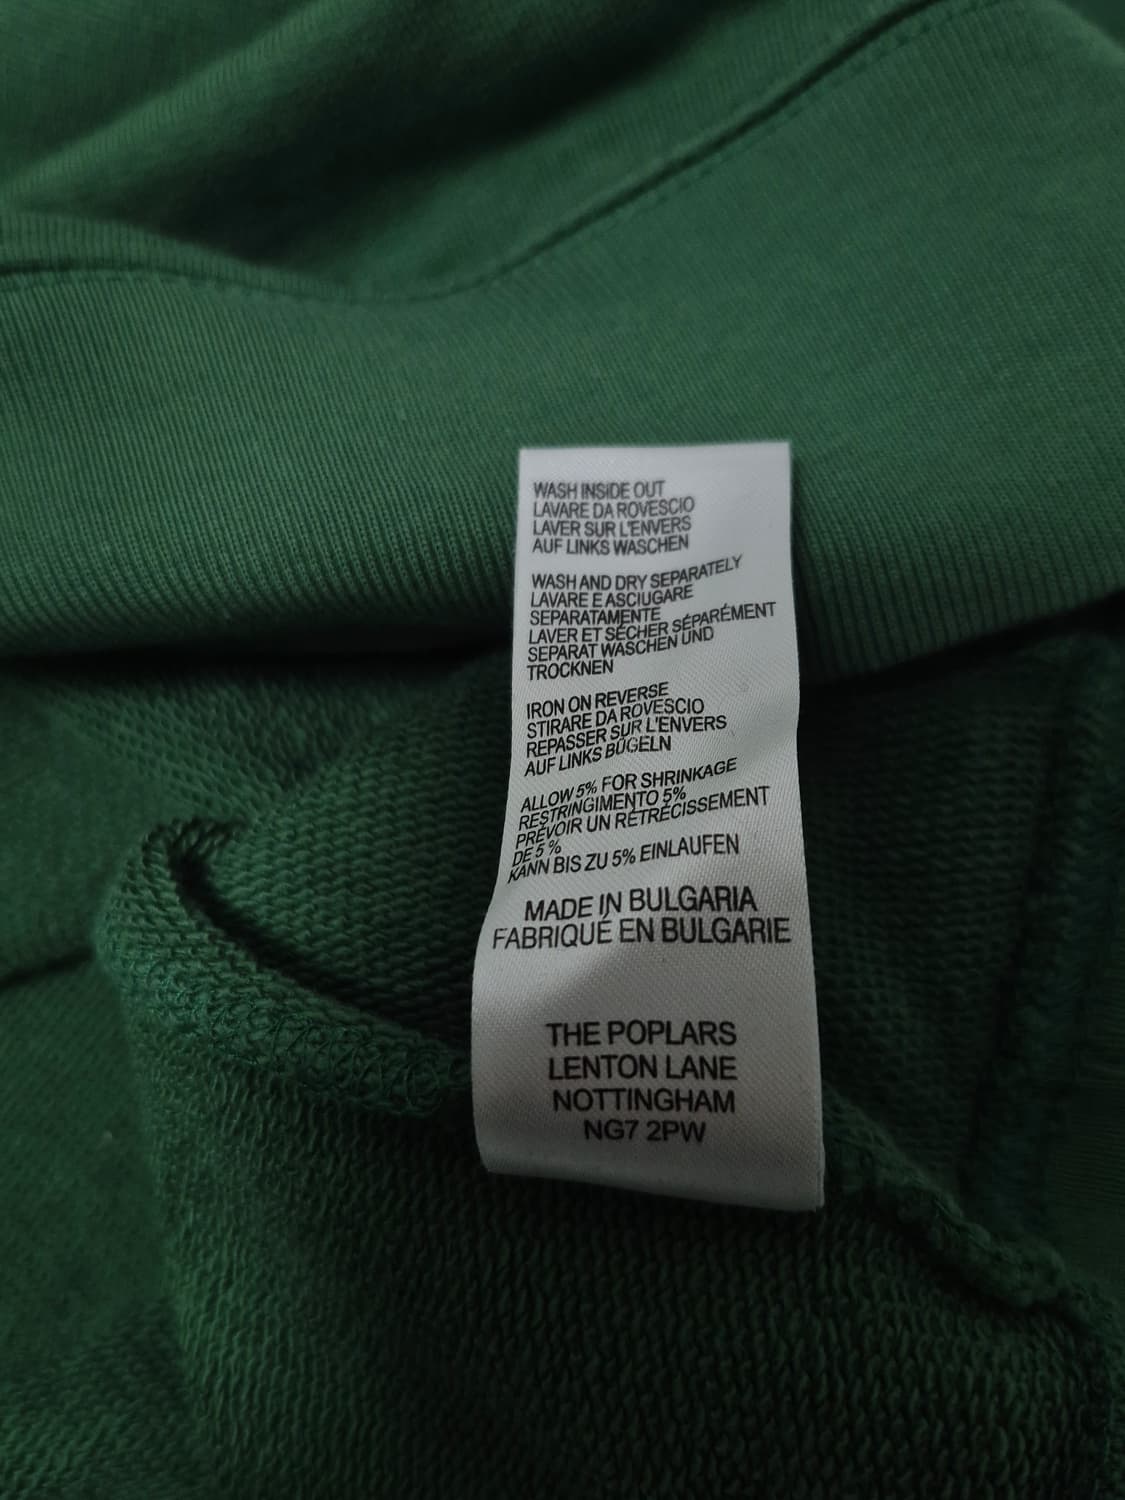 WASH INSIDE OUT
LAVARE DA ROVESCIO
LAVER SUR L'ENVERS
AUF LINKS WASCHEN
WASH AND DRY SEPARATELY
LAVARE E ASCIUGARE
SEPARATAMENTE
LAVER ET SÉCHER SÉPARÉMENT
SEPARAT WASCHEN UND
TROCKNEN
IRON ON REVERSE
STIRARE DA ROVESCIO
REPASSER SUR L'ENVERS
AUF LINKS BÜGELN
ALLOW 5% FOR SHRINKAGE
RESTRINGIMENTO 5%
PRÉVOIR UN RÉTRÉCISSEMENT
DE 5 %
KANN BIS ZU 5% EINLAUFEN
MADE IN BULGARIA
FABRIQUÉ EN BULGARIE
THE POPLARS
LENTON LANE
NOTTINGHAM
NG7 2PW